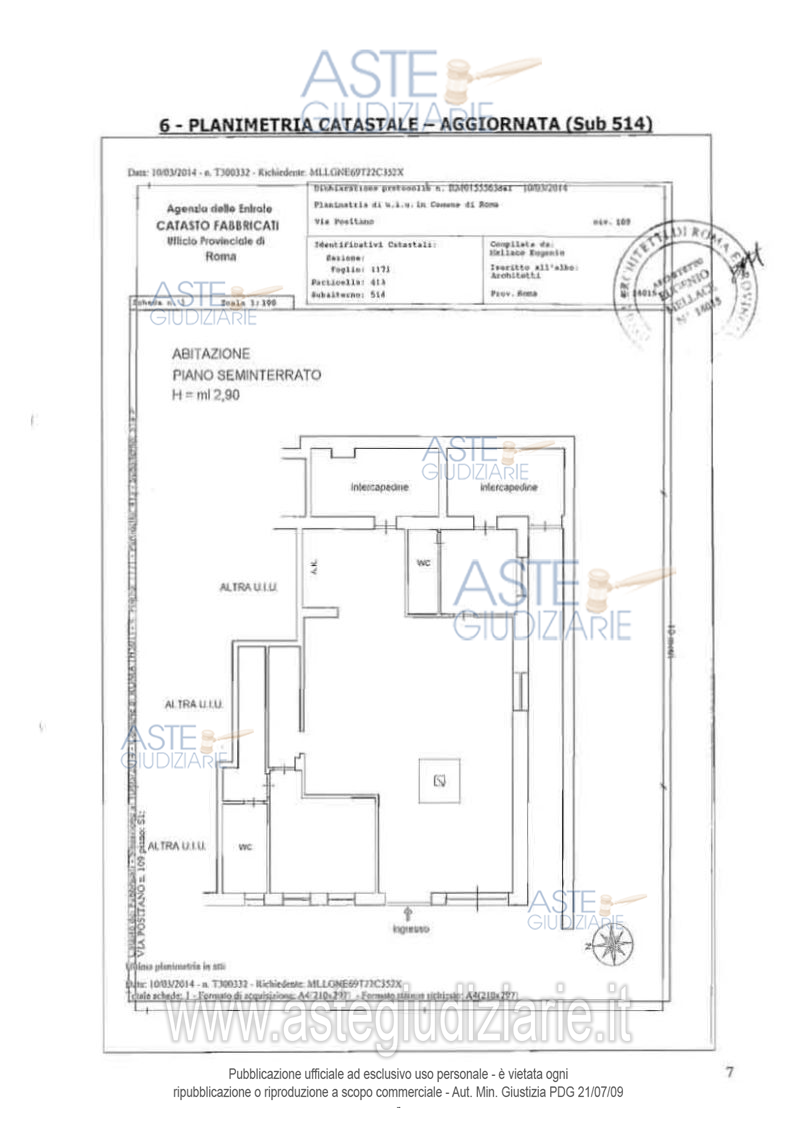 6 - PLANIMETRIA CATASTALE – AGGIORNATA (Sub 514)
ASTE
GIUDIZIARIE
Data: 10/03/2014 - n. T300332 - Richiedente: MLLGNE69T22C352X
Agenzia delle Entrate
CATASTO FABBRICATI
Ufficio Provinciale di
Roma
Dichiarazione protocollo n. RM0155563del 10/03/2014
Planimetria di u.i.u. in Comune di Roma
Via Positano
civ. 109
Identificativi Catastali:
Sezione:
Foglio: 1171
Particella: 413
Subalterno: 514
Compilata da:
Mellace Eugenio
Iscritto all'albo:
Architetti
Prov. Roma
N. 16015
ARCHITETTO
EUGENIO
MELLACE
N° 16015
Scheda n. 1
Scala 1:100
ASTE
GIUDIZIARIE
ABITAZIONE
PIANO SEMINTERRATO
H = ml 2,90
ASTE
GIUDIZIARIE
Intercapedine
Intercapedine
A.K.
WC
ALTRA U.I.U.
ASTE
GIUDIZIARIE
10 metri
ALTRA U.I.U.
ASTE
GIUDIZIARIE
ALTRA U.I.U.
WC
VIA POSITANO n. 109 piano: S1;
Ingresso
ASTE
GIUDIZIARIE
N
Ultima planimetria in atti
Data: 10/03/2014 - n. T300332 - Richiedente: MLLGNE69T22C352X
Totale schede: 1 - Formato di acquisizione: A4(210x297) - Formato stampa richiesto: A4(210x297)
www.astegiudiziarie.it
Pubblicazione ufficiale ad esclusivo uso personale - è vietata ogni
ripubblicazione o riproduzione a scopo commerciale - Aut. Min. Giustizia PDG 21/07/09
-
7